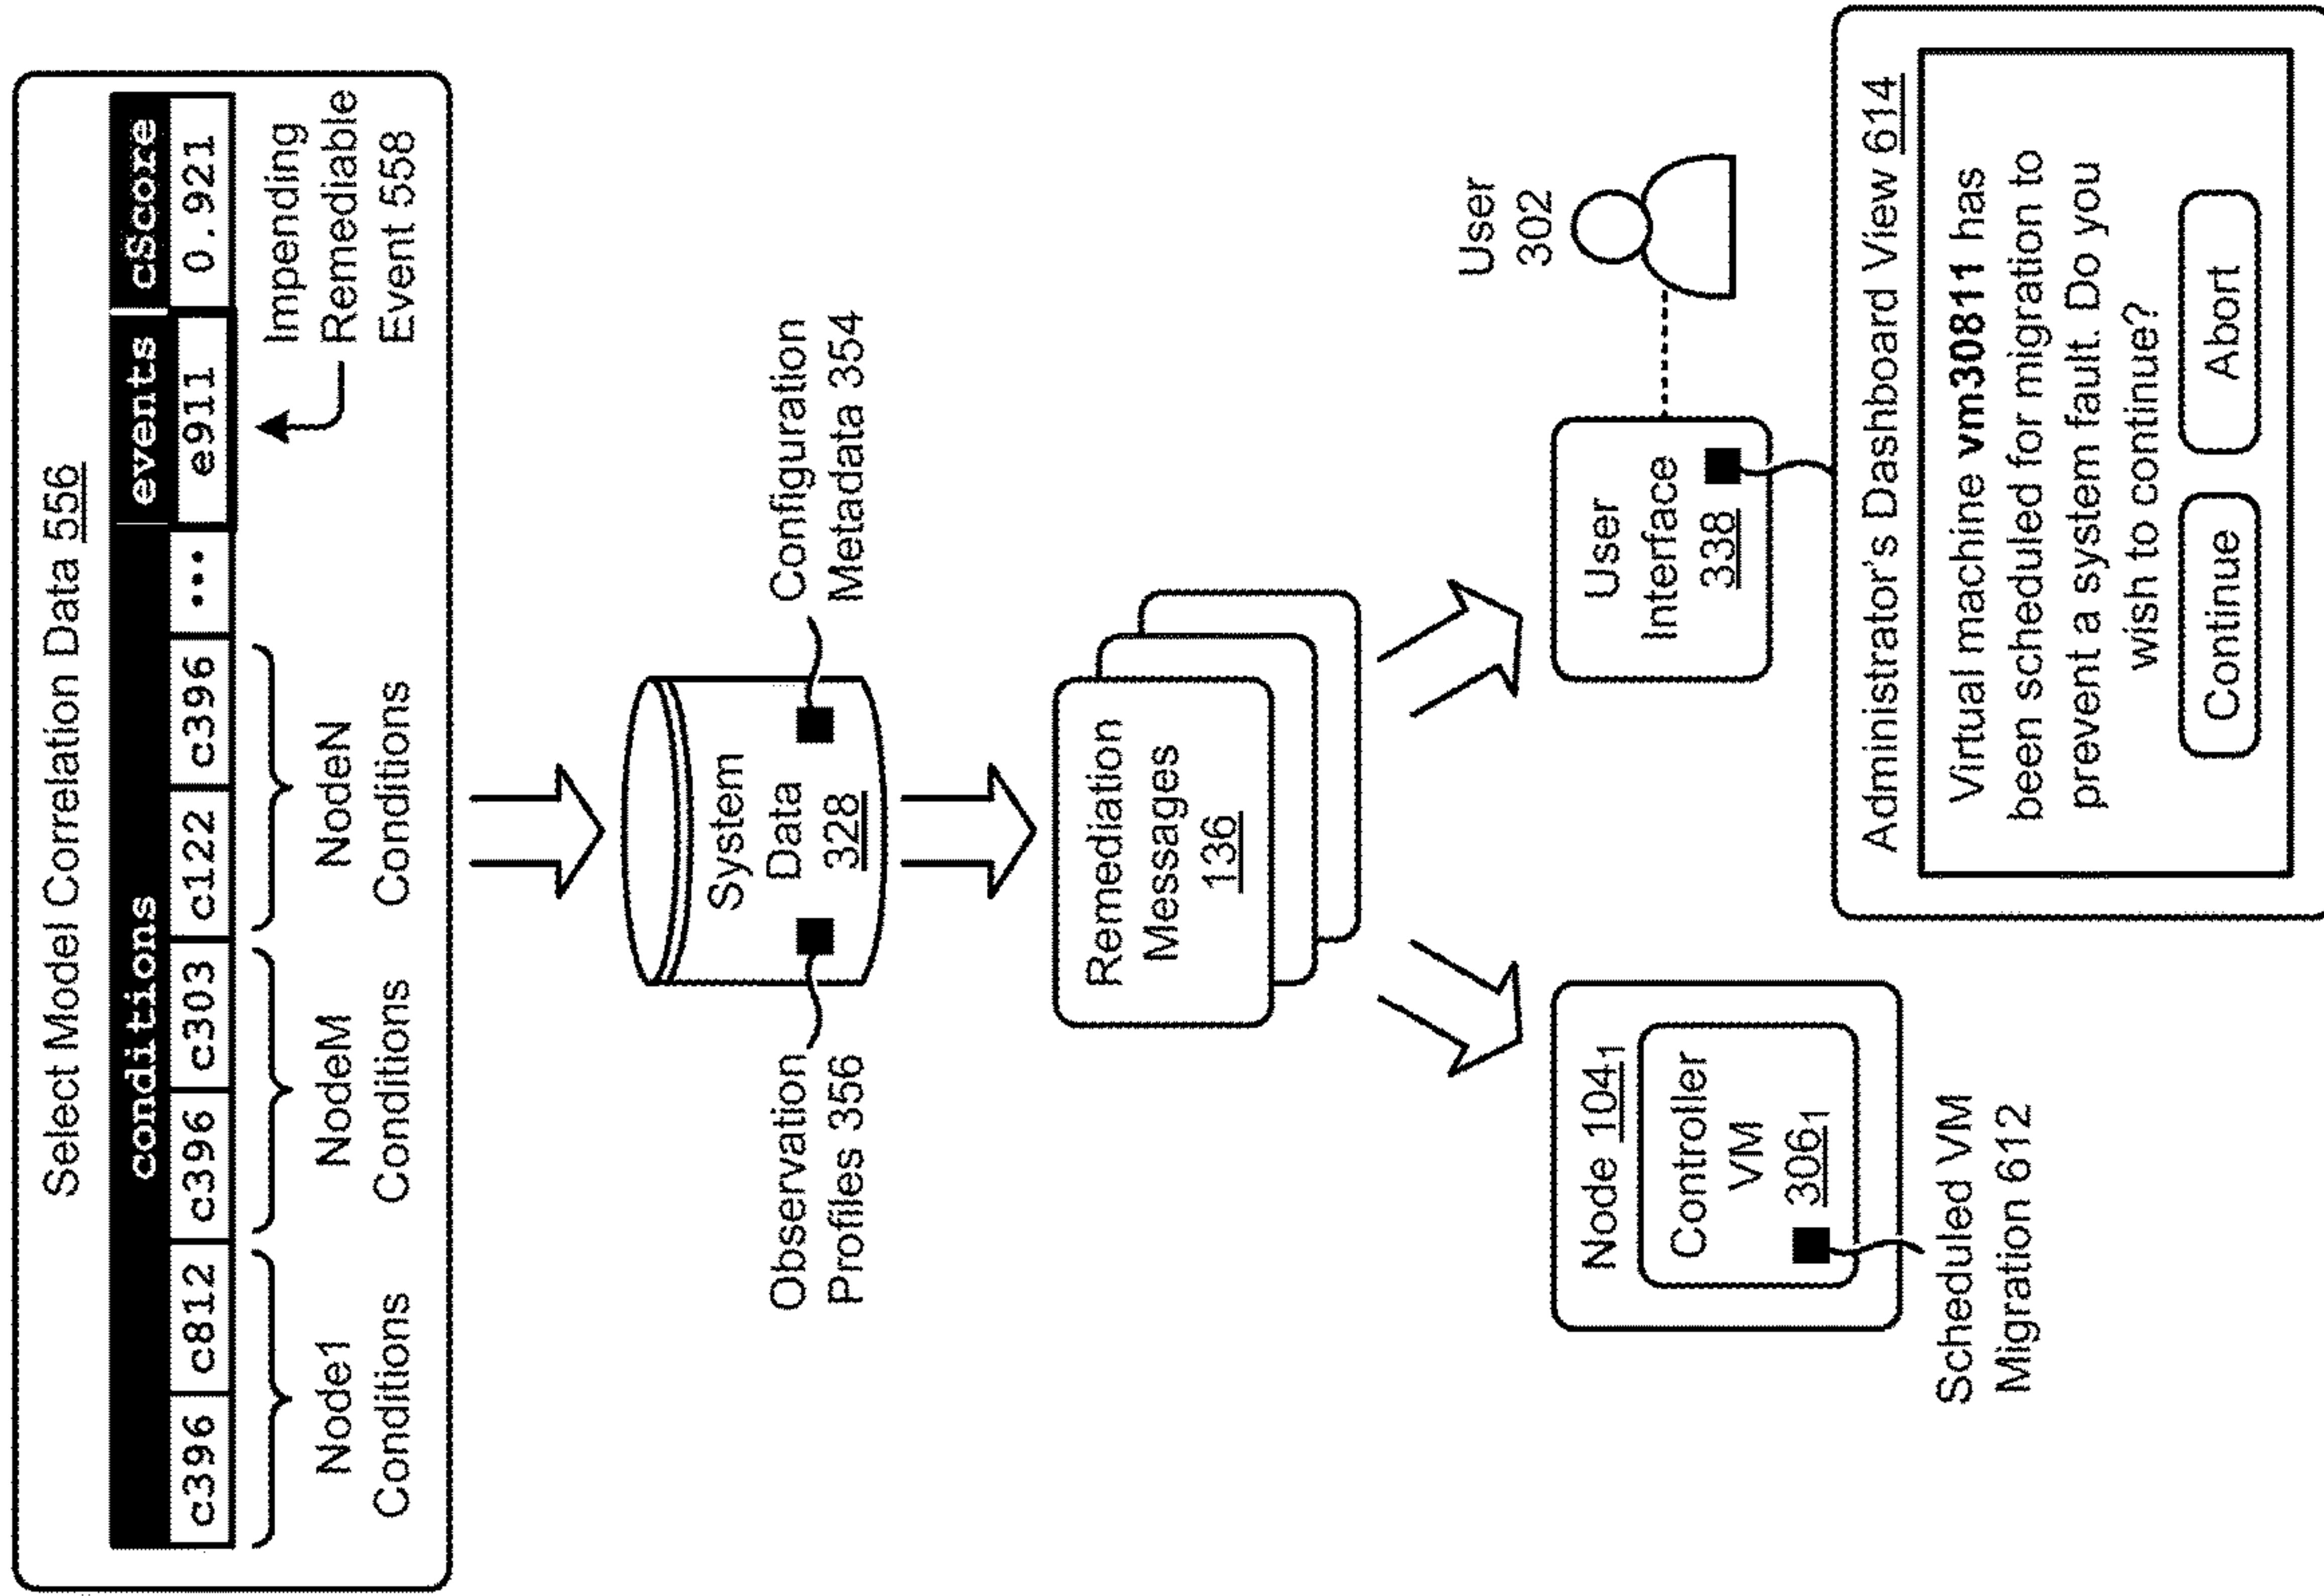 Select Model Correlation Data 556
conditions events cScore
c396 c812 c396 c303 c122 c396 ... e911 0.921
Node1
Conditions
NodeM
Conditions
NodeN
Conditions
Impending
Remediable
Event 558
Observation
Profiles 356
System
Data
328
Configuration
Metadata 354
Remediation
Messages
136
Node 104₁
Controller
VM
306₁
Scheduled VM
Migration 612
User
Interface
338
User
302
Administrator's Dashboard View 614
Virtual machine vm30811 has
been scheduled for migration to
prevent a system fault. Do you
wish to continue?
Continue Abort